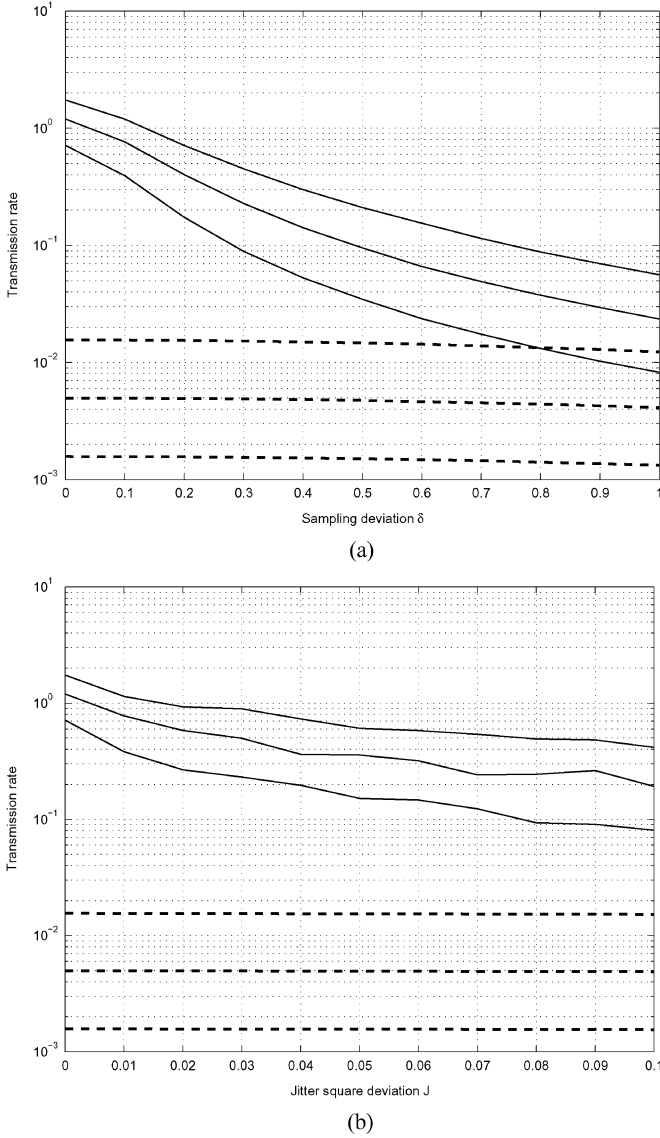 10^1
10^0
10^-1
10^-2
10^-3
Transmission rate
0 0.1 0.2 0.3 0.4 0.5 0.6 0.7 0.8 0.9 1
Sampling deviation δ
(a)
10^1
10^0
10^-1
10^-2
10^-3
Transmission rate
0 0.01 0.02 0.03 0.04 0.05 0.06 0.07 0.08 0.09 0.1
Jitter square deviation J
(b)